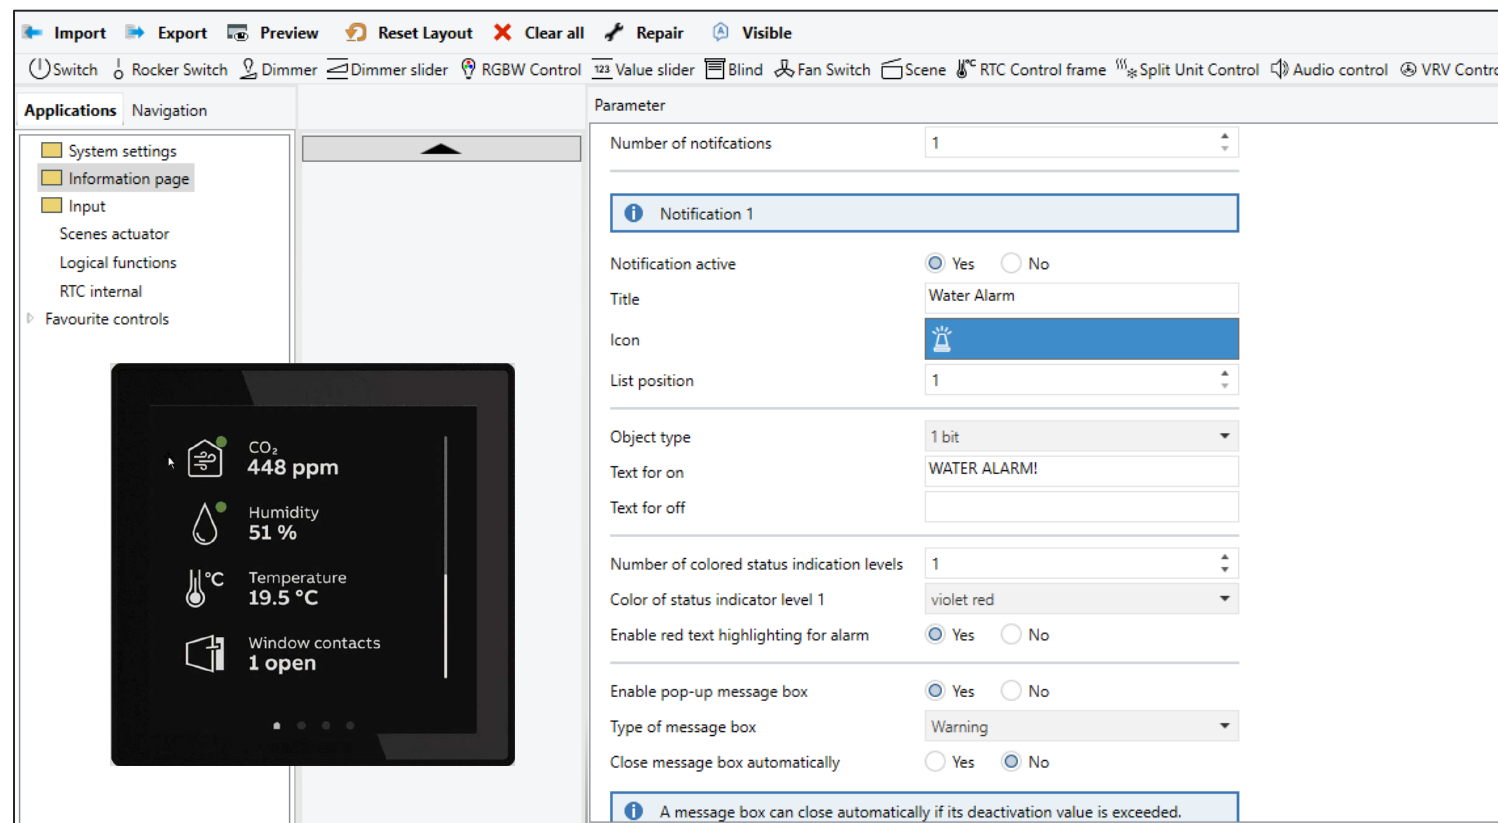 Import Export Preview Reset Layout Clear all Repair Visible
Switch Rocker Switch Dimmer Dimmer slider RGBW Control 123 Value slider Blind Fan Switch Scene °C RTC Control frame Split Unit Control Audio control VRV Contro
Applications Navigation
Parameter
System settings
Information page
Input
Scenes actuator
Logical functions
RTC internal
Favourite controls
CO₂
448 ppm
Humidity
51 %
°C
Temperature
19.5 °C
Window contacts
1 open
Number of notifcations 1
Notification 1
Notification active Yes No
Title Water Alarm
Icon
List position 1
Object type 1 bit
Text for on WATER ALARM!
Text for off
Number of colored status indication levels 1
Color of status indicator level 1 violet red
Enable red text highlighting for alarm Yes No
Enable pop-up message box Yes No
Type of message box Warning
Close message box automatically Yes No
A message box can close automatically if its deactivation value is exceeded.